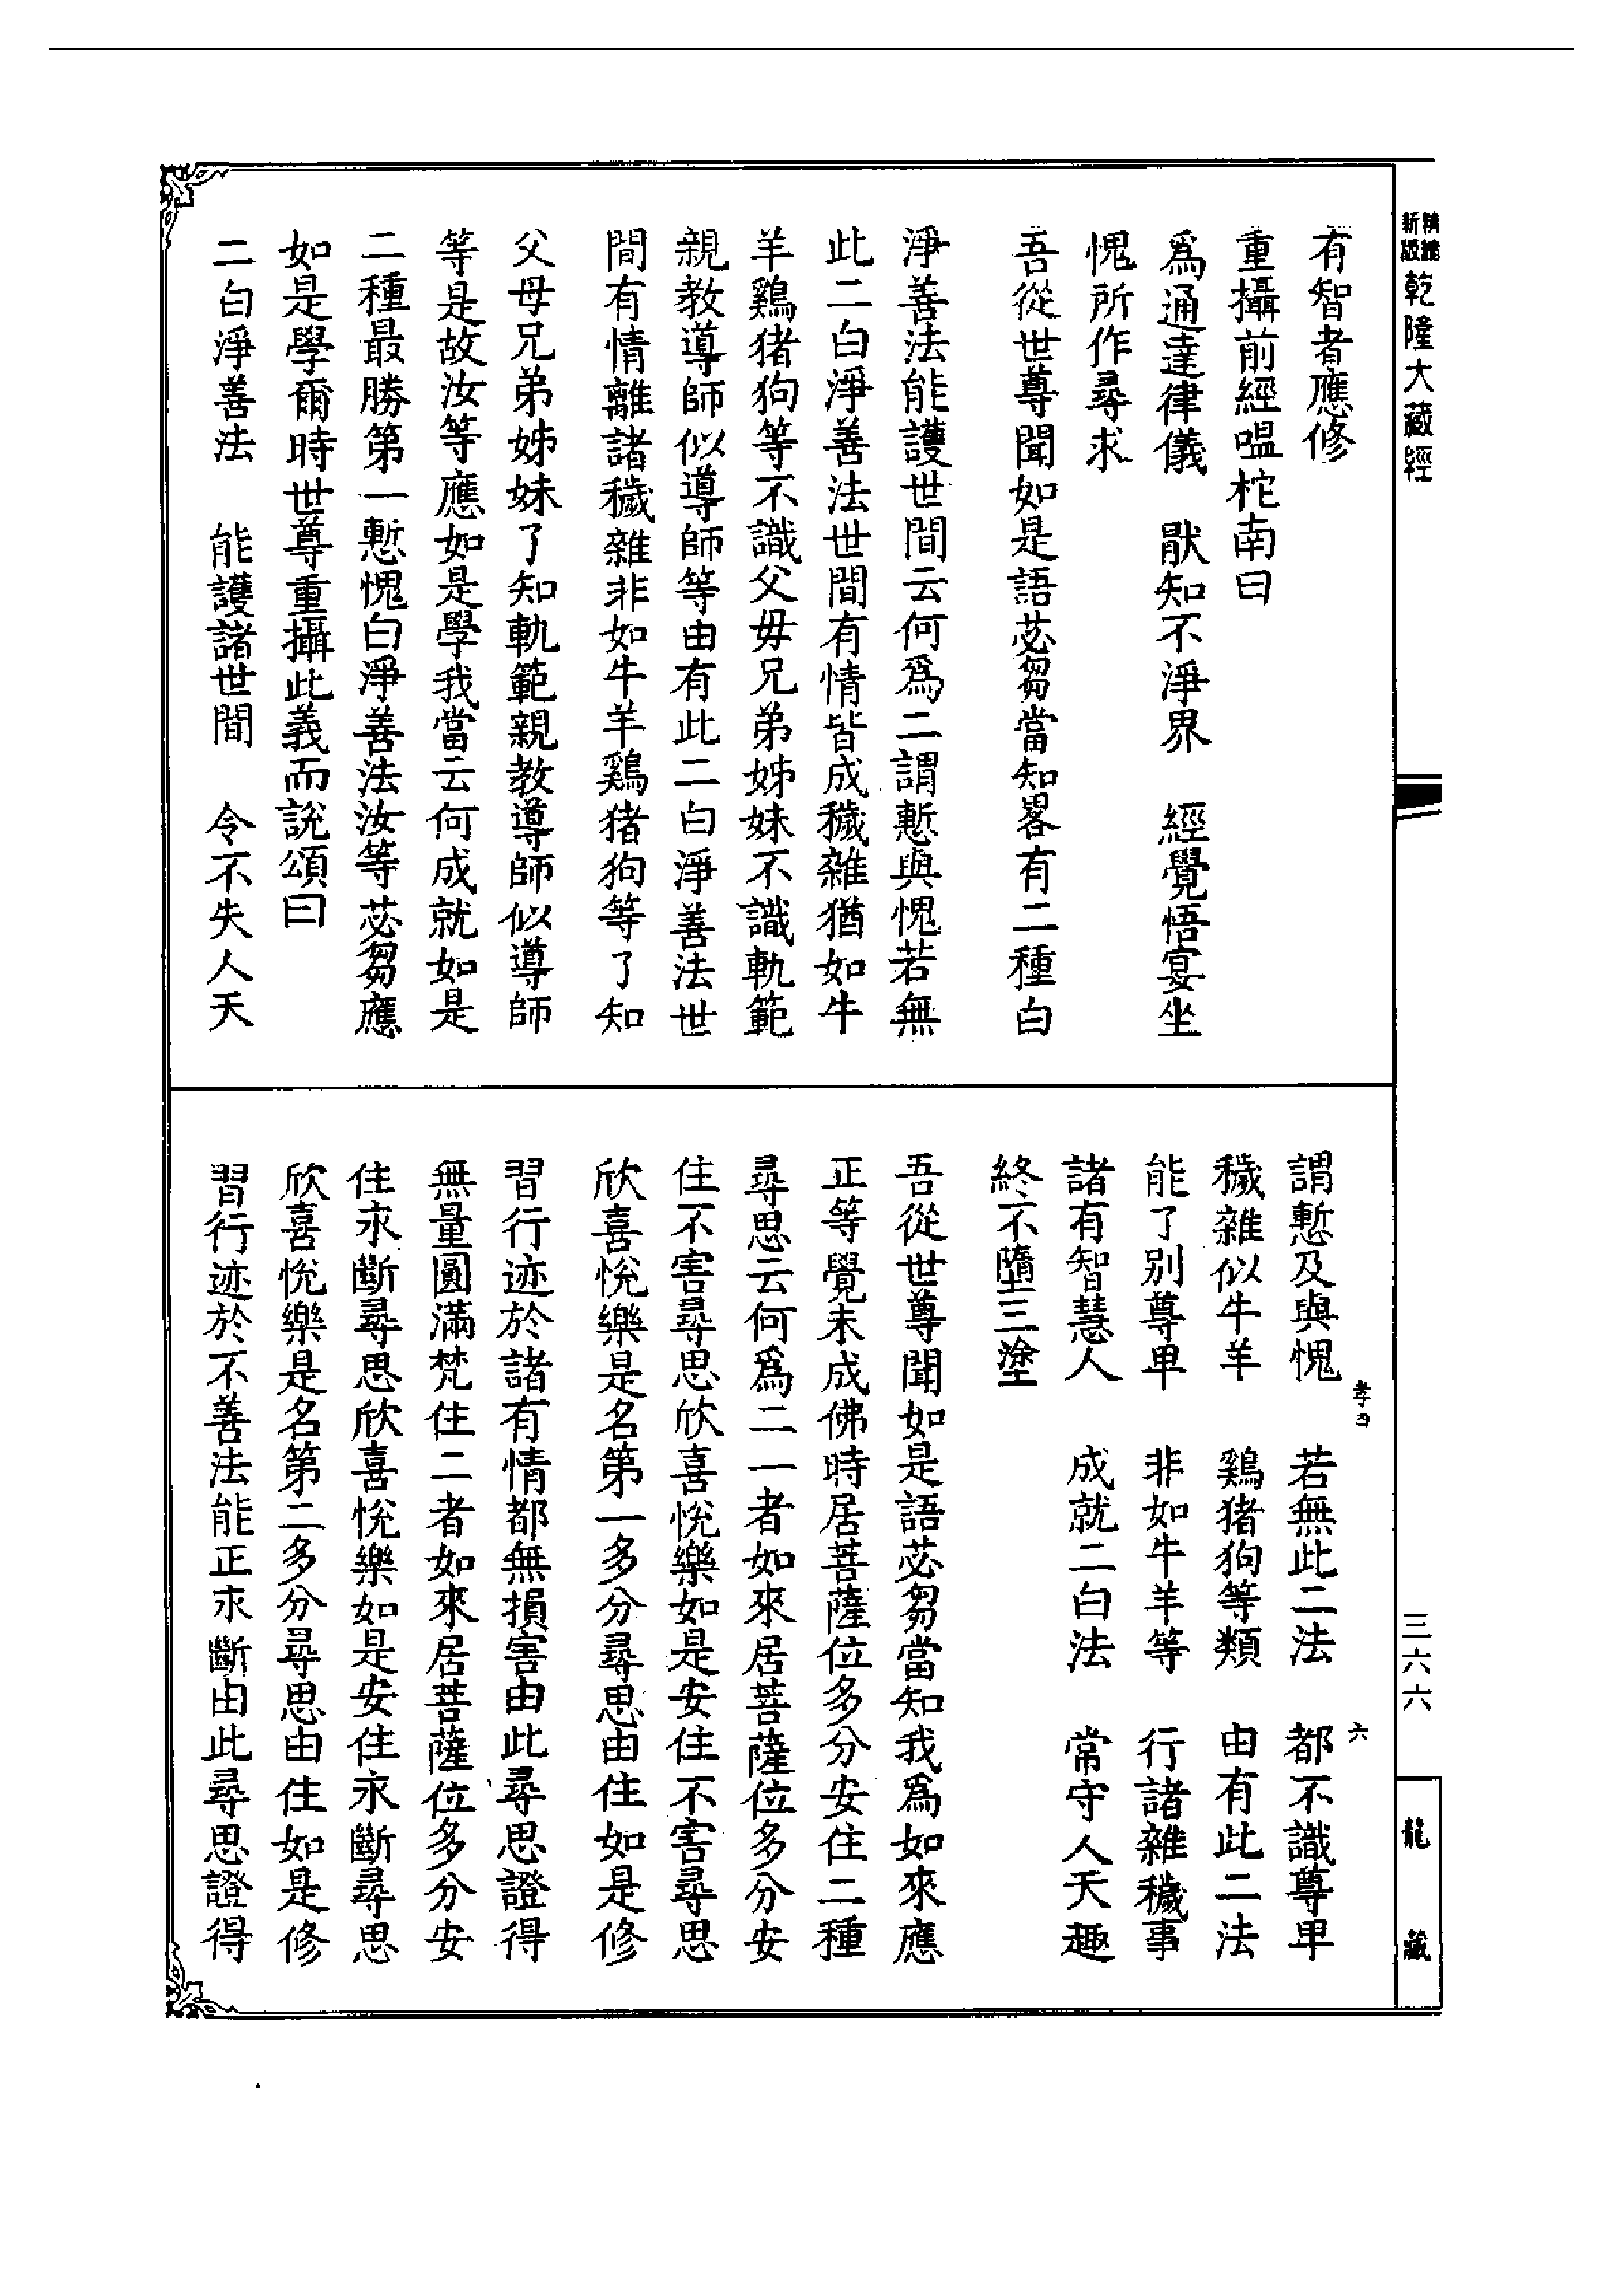 精編新版乾隆大藏經
三六六
龍藏
有智者應修
重攝前經嗢柁南曰
爲通達律儀　厭知不淨界　經覺悟宴坐
愧所作尋求
吾從世尊聞如是語苾芻當知畧有二種白
淨善法能護世間云何爲二謂慙與愧若無
此二白淨善法世間有情皆成穢雜猶如牛
羊鷄猪狗等不識父母兄弟姊妹不識軌範
親教導師似導師等由有此二白淨善法世
間有情離諸穢雜非如牛羊鷄猪狗等了知
父母兄弟姊妹了知軌範親教導師似導師
等是故汝等應如是學我當云何成就如是
二種最勝第一慙愧白淨善法汝等苾芻應
如是學爾時世尊重攝此義而說頌曰
二白淨善法　能護諸世間　令不失人天
謂慙及與愧　若無此二法　都不識尊卑
穢雜似牛羊　鷄猪狗等類　由有此二法
能了别尊卑　非如牛羊等　行諸雜穢事
諸有智慧人　成就二白法　常守人天趣
終不墮三塗
吾從世尊聞如是語苾芻當知我爲如來應
正等覺未成佛時居菩薩位多分安住二種
尋思云何爲二一者如來居菩薩位多分安
住不害尋思欣喜悅樂如是安住不害尋思
欣喜悅樂是名第一多分尋思由住如是修
習行迹於諸有情都無損害由此尋思證得
無量圓滿梵住二者如來居菩薩位多分安
住永斷尋思欣喜悅樂如是安住永斷尋思
欣喜悅樂是名第二多分尋思由住如是修
習行迹於不善法能正永斷由此尋思證得
六